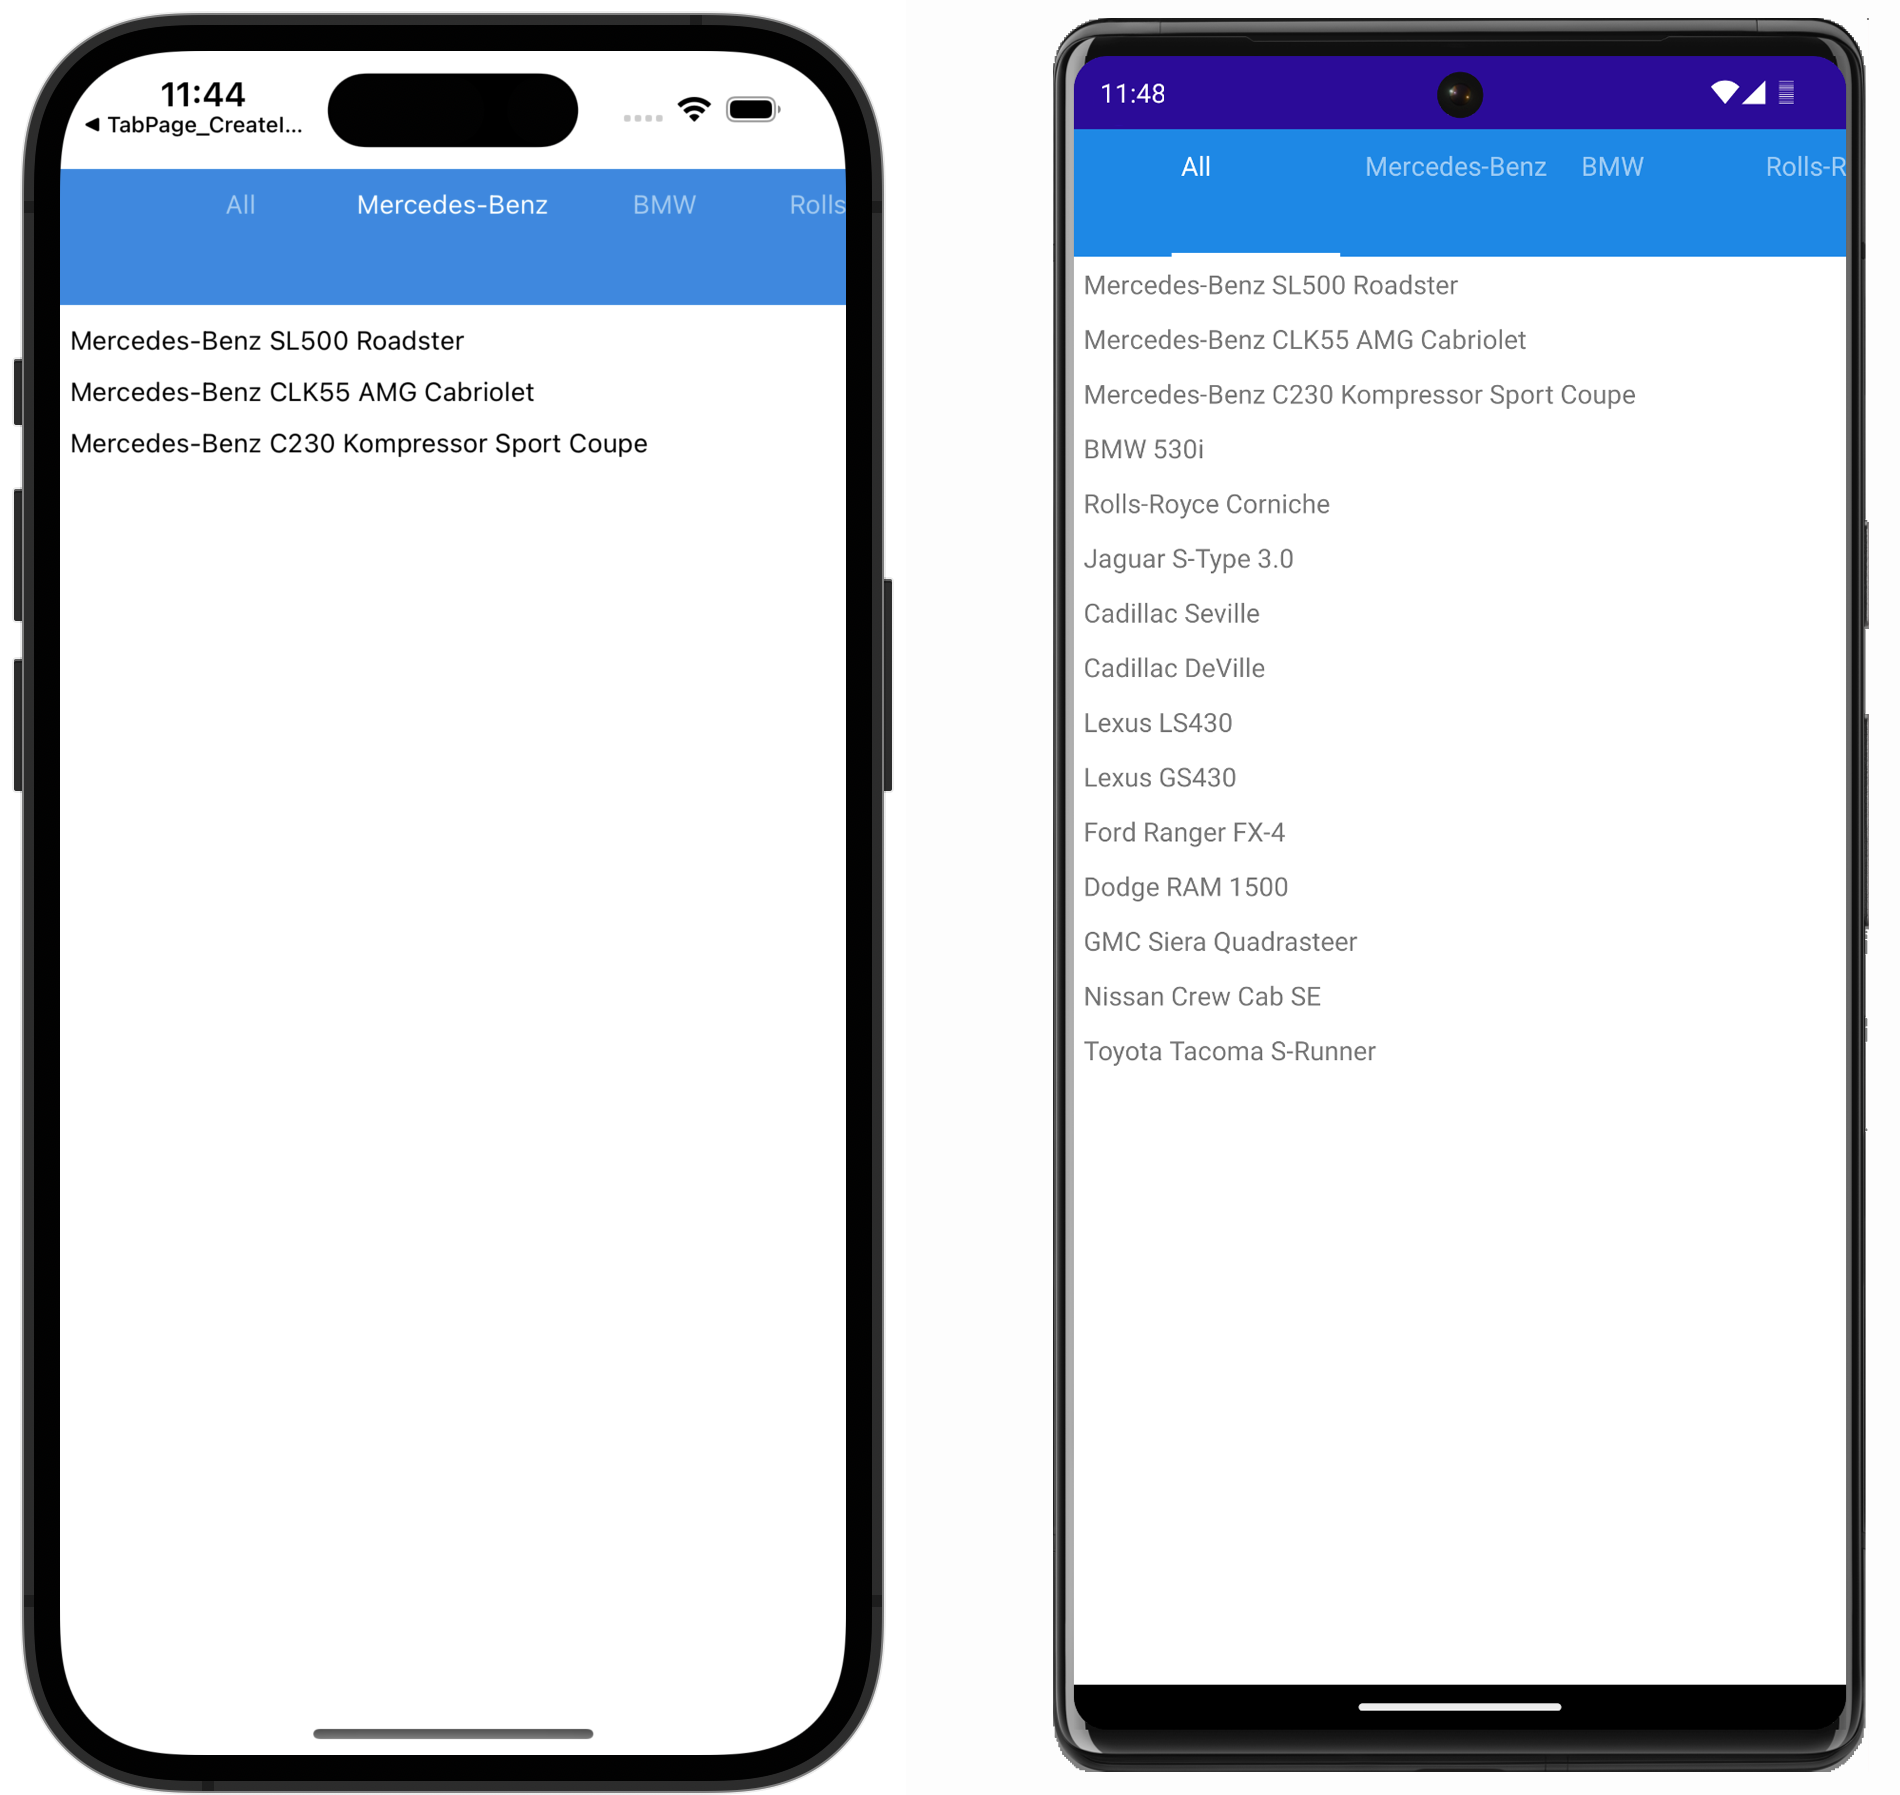 11:44
◀ TabPage_CreateI...
All Mercedes-Benz BMW Rolls
Mercedes-Benz SL500 Roadster
Mercedes-Benz CLK55 AMG Cabriolet
Mercedes-Benz C230 Kompressor Sport Coupe
11:48
All Mercedes-Benz BMW Rolls-R
Mercedes-Benz SL500 Roadster
Mercedes-Benz CLK55 AMG Cabriolet
Mercedes-Benz C230 Kompressor Sport Coupe
BMW 530i
Rolls-Royce Corniche
Jaguar S-Type 3.0
Cadillac Seville
Cadillac DeVille
Lexus LS430
Lexus GS430
Ford Ranger FX-4
Dodge RAM 1500
GMC Siera Quadrasteer
Nissan Crew Cab SE
Toyota Tacoma S-Runner